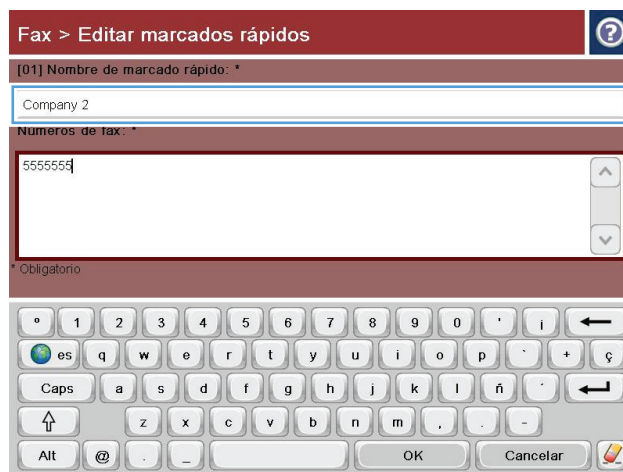 Fax > Editar marcados rápidos
?
[01] Nombre de marcado rápido: *
Company 2
Números de fax: *
5555555
* Obligatorio
º 1 2 3 4 5 6 7 8 9 0 ' ¡
es q w e r t y u i o p ` + ç
Caps a s d f g h j k l ñ ´
z x c v b n m , . -
Alt @ . _ OK Cancelar